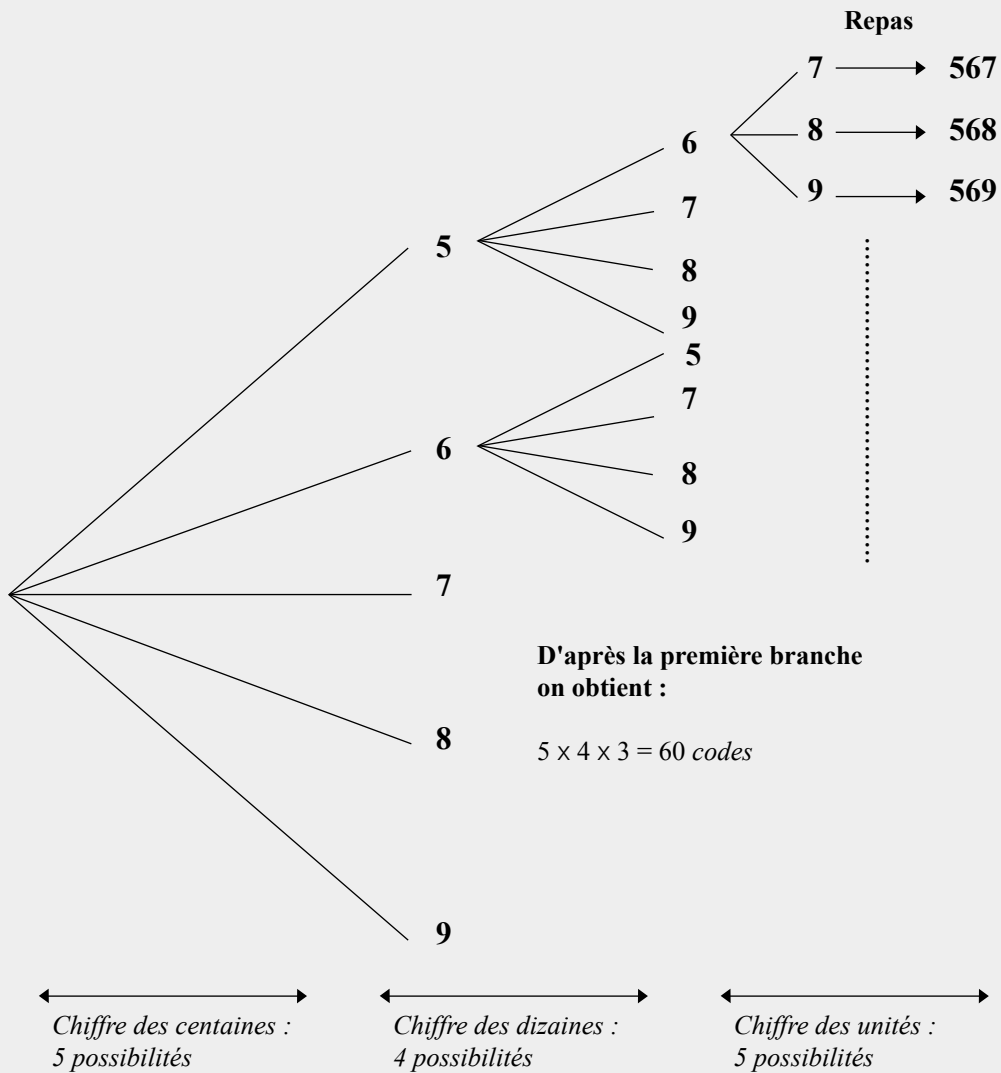 Repas
7 567
6 8 568
9 569
5 7
8
9
5
6 7
8
9
7
D'après la première branche
on obtient :
8
5 x 4 x 3 = 60 codes
9
Chiffre des centaines :
5 possibilités
Chiffre des dizaines :
4 possibilités
Chiffre des unités :
5 possibilités